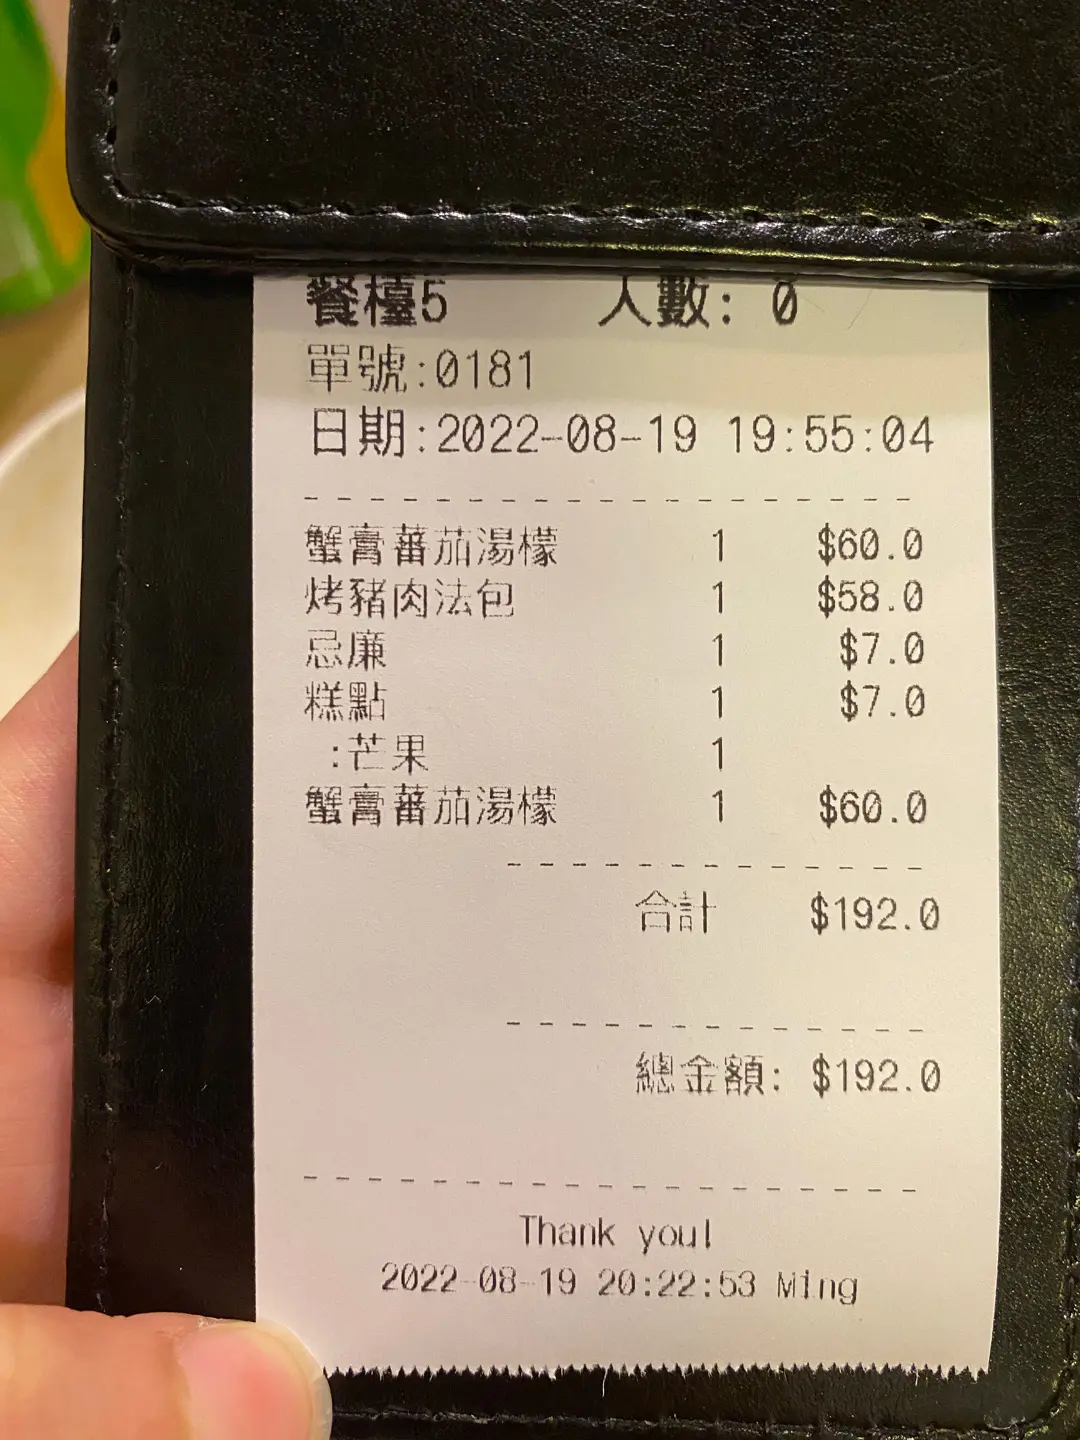 餐檯5 人數: 0
單號:0181
日期:2022-08-19 19:55:04
蟹膏蕃茄湯檬 1 $60.0
烤豬肉法包 1 $58.0
忌廉 1 $7.0
糕點 1 $7.0
:芒果 1
蟹膏蕃茄湯檬 1 $60.0
合計 $192.0
總金額: $192.0
Thank you!
2022-08-19 20:22:53 Ming